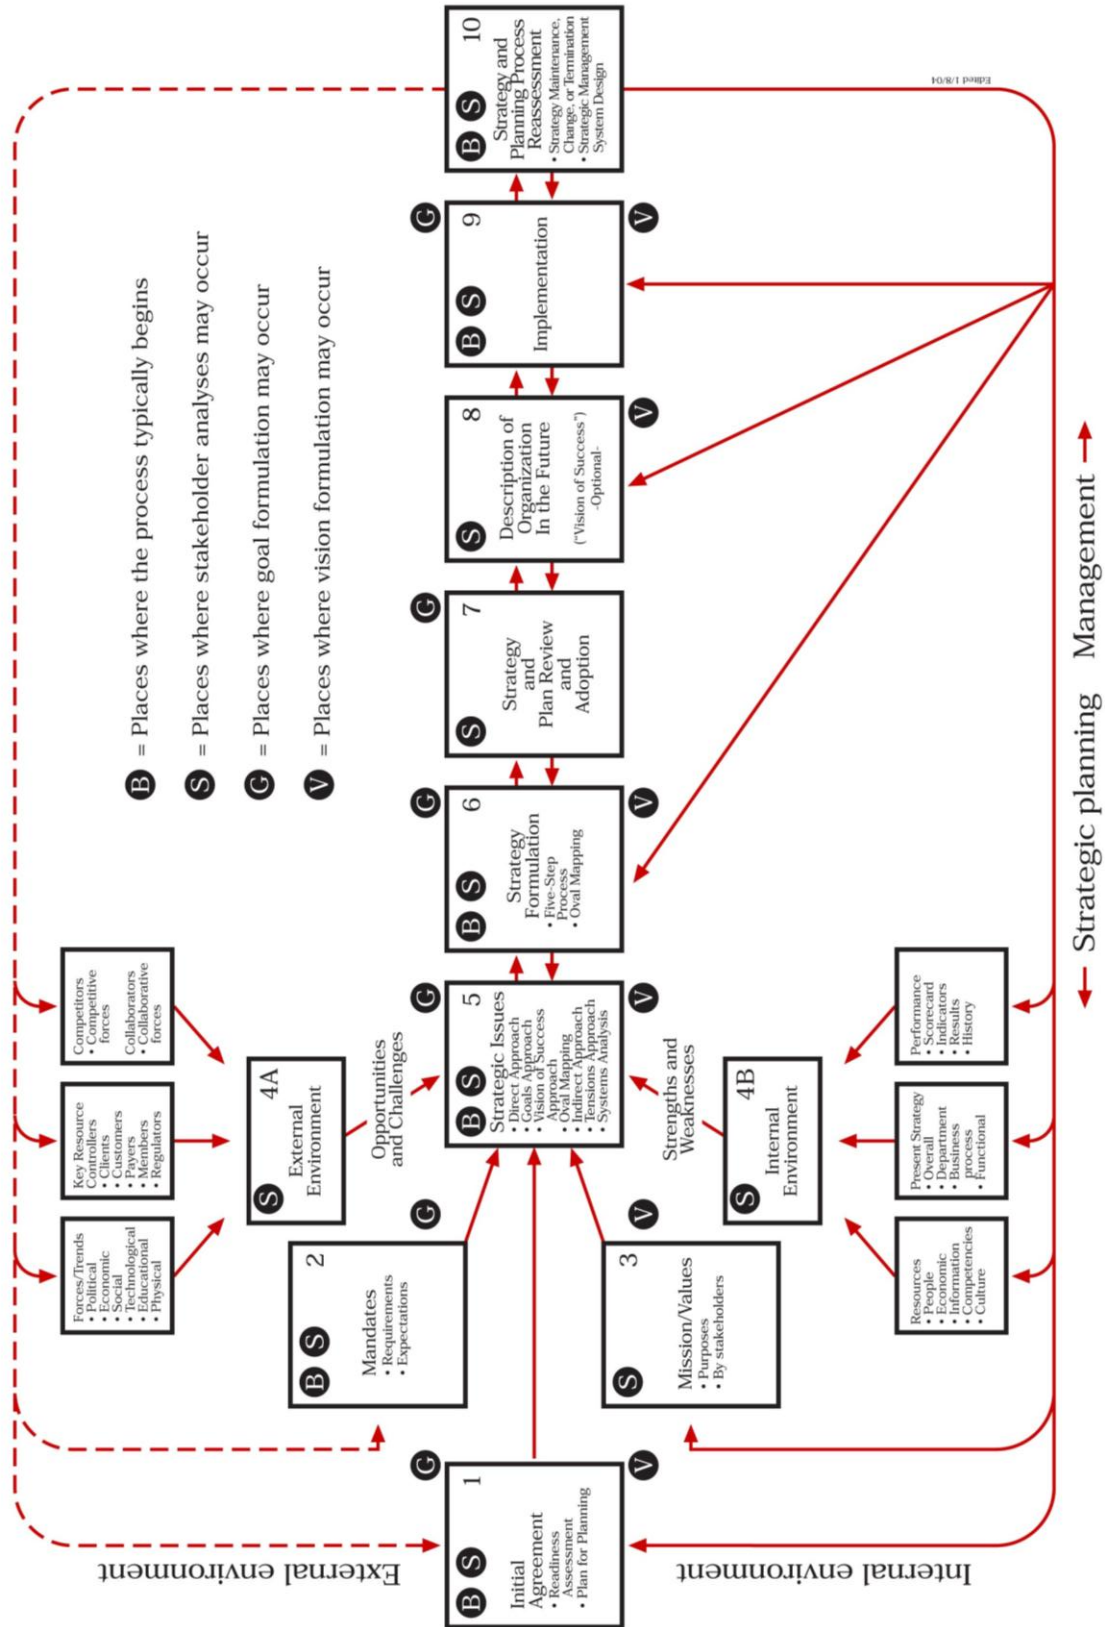 B = Places where the process typically begins
S = Places where stakeholder analyses may occur
G = Places where goal formulation may occur
V = Places where vision formulation may occur
External environment
Internal environment
Forces/Trends
• Political
• Economic
• Social
• Technological
• Educational
• Physical
Key Resource
Controllers
• Clients
• Customers
• Payers
• Members
• Regulators
Competitors
• Competitive
forces
Collaborators
• Collaborative
forces
S 4A
External
Environment
Opportunities
and Challenges
B S 2
Mandates
• Requirements
• Expectations
G
G
B S 1
Initial
Agreement
• Readiness
Assessment
• Plan for Planning
V
S 3
Mission/Values
• Purposes
• By stakeholders
V
G
B S 5
Strategic Issues
• Direct Approach
• Goals Approach
• Vision of Success
Approach
• Oval Mapping
• Indirect Approach
• Tensions Approach
• Systems Analysis
V
Strengths and
Weaknesses
S 4B
Internal
Environment
Resources
• People
• Economic
• Information
• Competencies
• Culture
Present Strategy
• Overall
• Department
• Business
process
• Functional
Performance
• Scorecard
• Indicators
• Results
• History
G
B S 6
Strategy
Formulation
• Five-Step
Process
• Oval Mapping
V
G
S 7
Strategy
and
Plan Review
and
Adoption
S 8
Description of
Organization
In the Future
("Vision of Success")
-Optional-
V
G
B S 9
Implementation
V
B S 10
Strategy and
Planning Process
Reassessment
• Strategy Maintenance,
Change, or Termination
• Strategic Management
System Design
Edited 1/8/04
Strategic planning Management